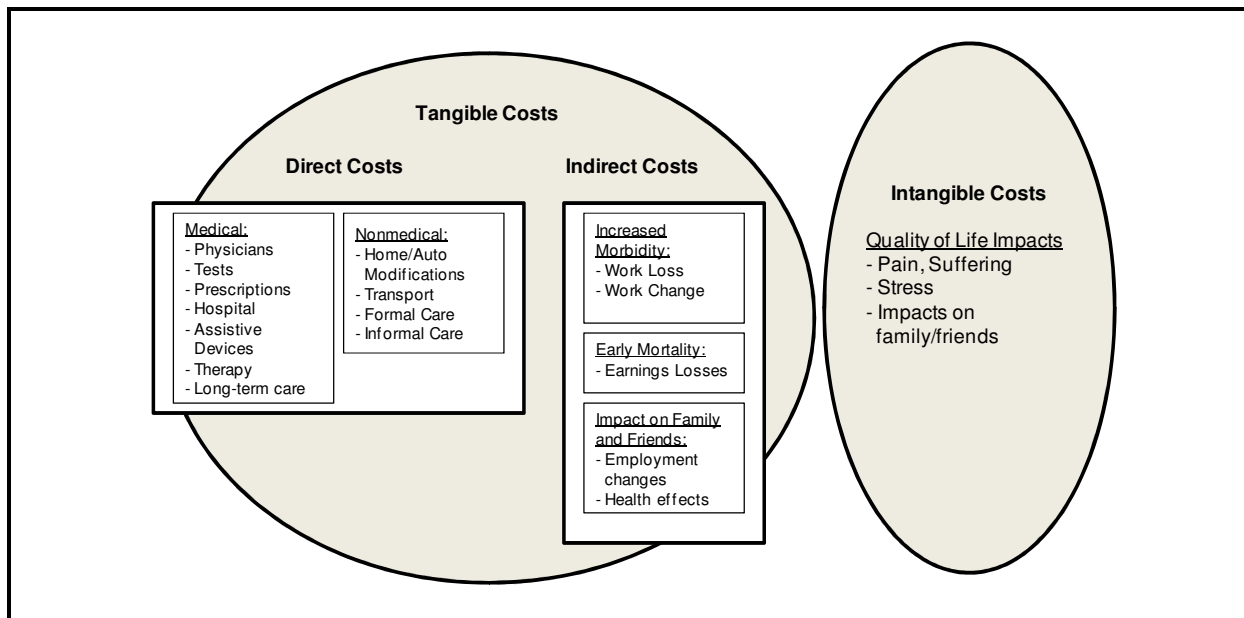 Tangible Costs
Direct Costs
Medical:
- Physicians
- Tests
- Prescriptions
- Hospital
- Assistive
Devices
- Therapy
- Long-term care
Nonmedical:
- Home/Auto
Modifications
- Transport
- Formal Care
- Informal Care
Indirect Costs
Increased
Morbidity:
- Work Loss
- Work Change
Early Mortality:
- Earnings Losses
Impact on Family
and Friends:
- Employment
changes
- Health effects
Intangible Costs
Quality of Life Impacts
- Pain, Suffering
- Stress
- Impacts on
family/friends